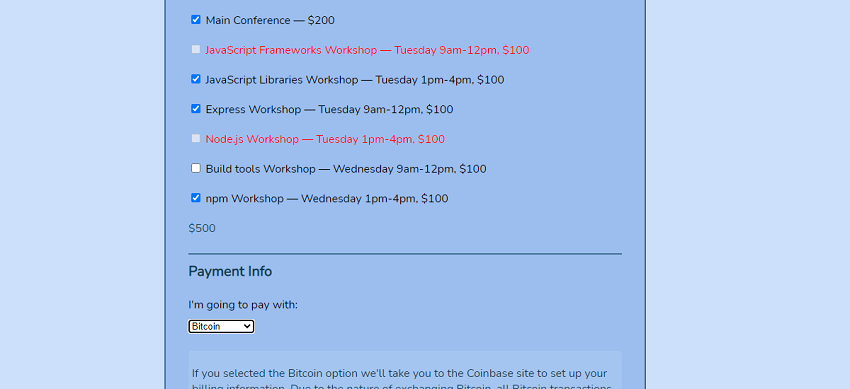 Main Conference — $200
JavaScript Frameworks Workshop — Tuesday 9am-12pm, $100
JavaScript Libraries Workshop — Tuesday 1pm-4pm, $100
Express Workshop — Tuesday 9am-12pm, $100
Node.js Workshop — Tuesday 1pm-4pm, $100
Build tools Workshop — Wednesday 9am-12pm, $100
npm Workshop — Wednesday 1pm-4pm, $100
$500
Payment Info
I'm going to pay with:
Bitcoin
If you selected the Bitcoin option we'll take you to the Coinbase site to set up your
billing information. Due to the nature of exchanging Bitcoin, all Bitcoin transactions